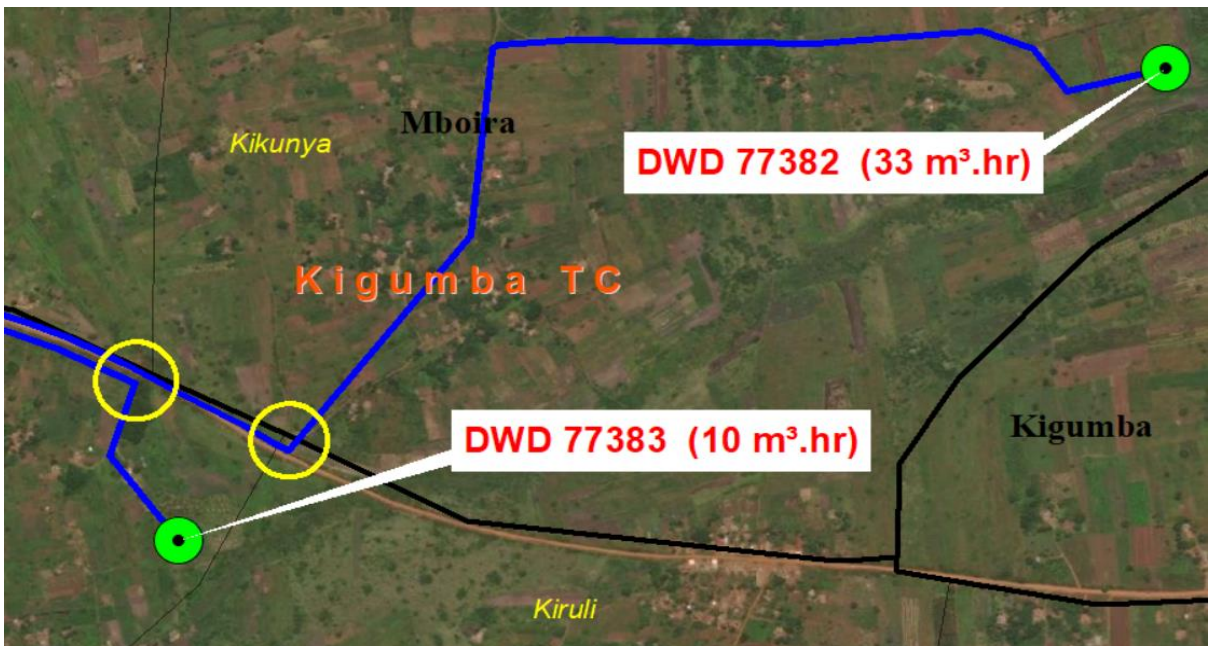 Mboira
Kikunya
DWD 77382 (33 m³.hr)
Kigumba TC
Kigumba
DWD 77383 (10 m³.hr)
Kiruli